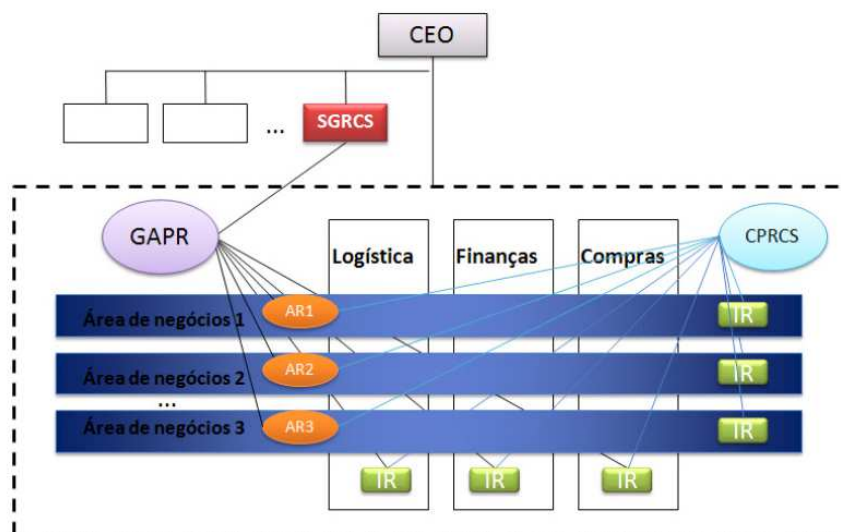 CEO
...
SGRCS
GAPR
CPRCS
Logística
Finanças
Compras
Área de negócios 1
AR1
IR
Área de negócios 2
AR2
IR
...
Área de negócios 3
AR3
IR
IR
IR
IR